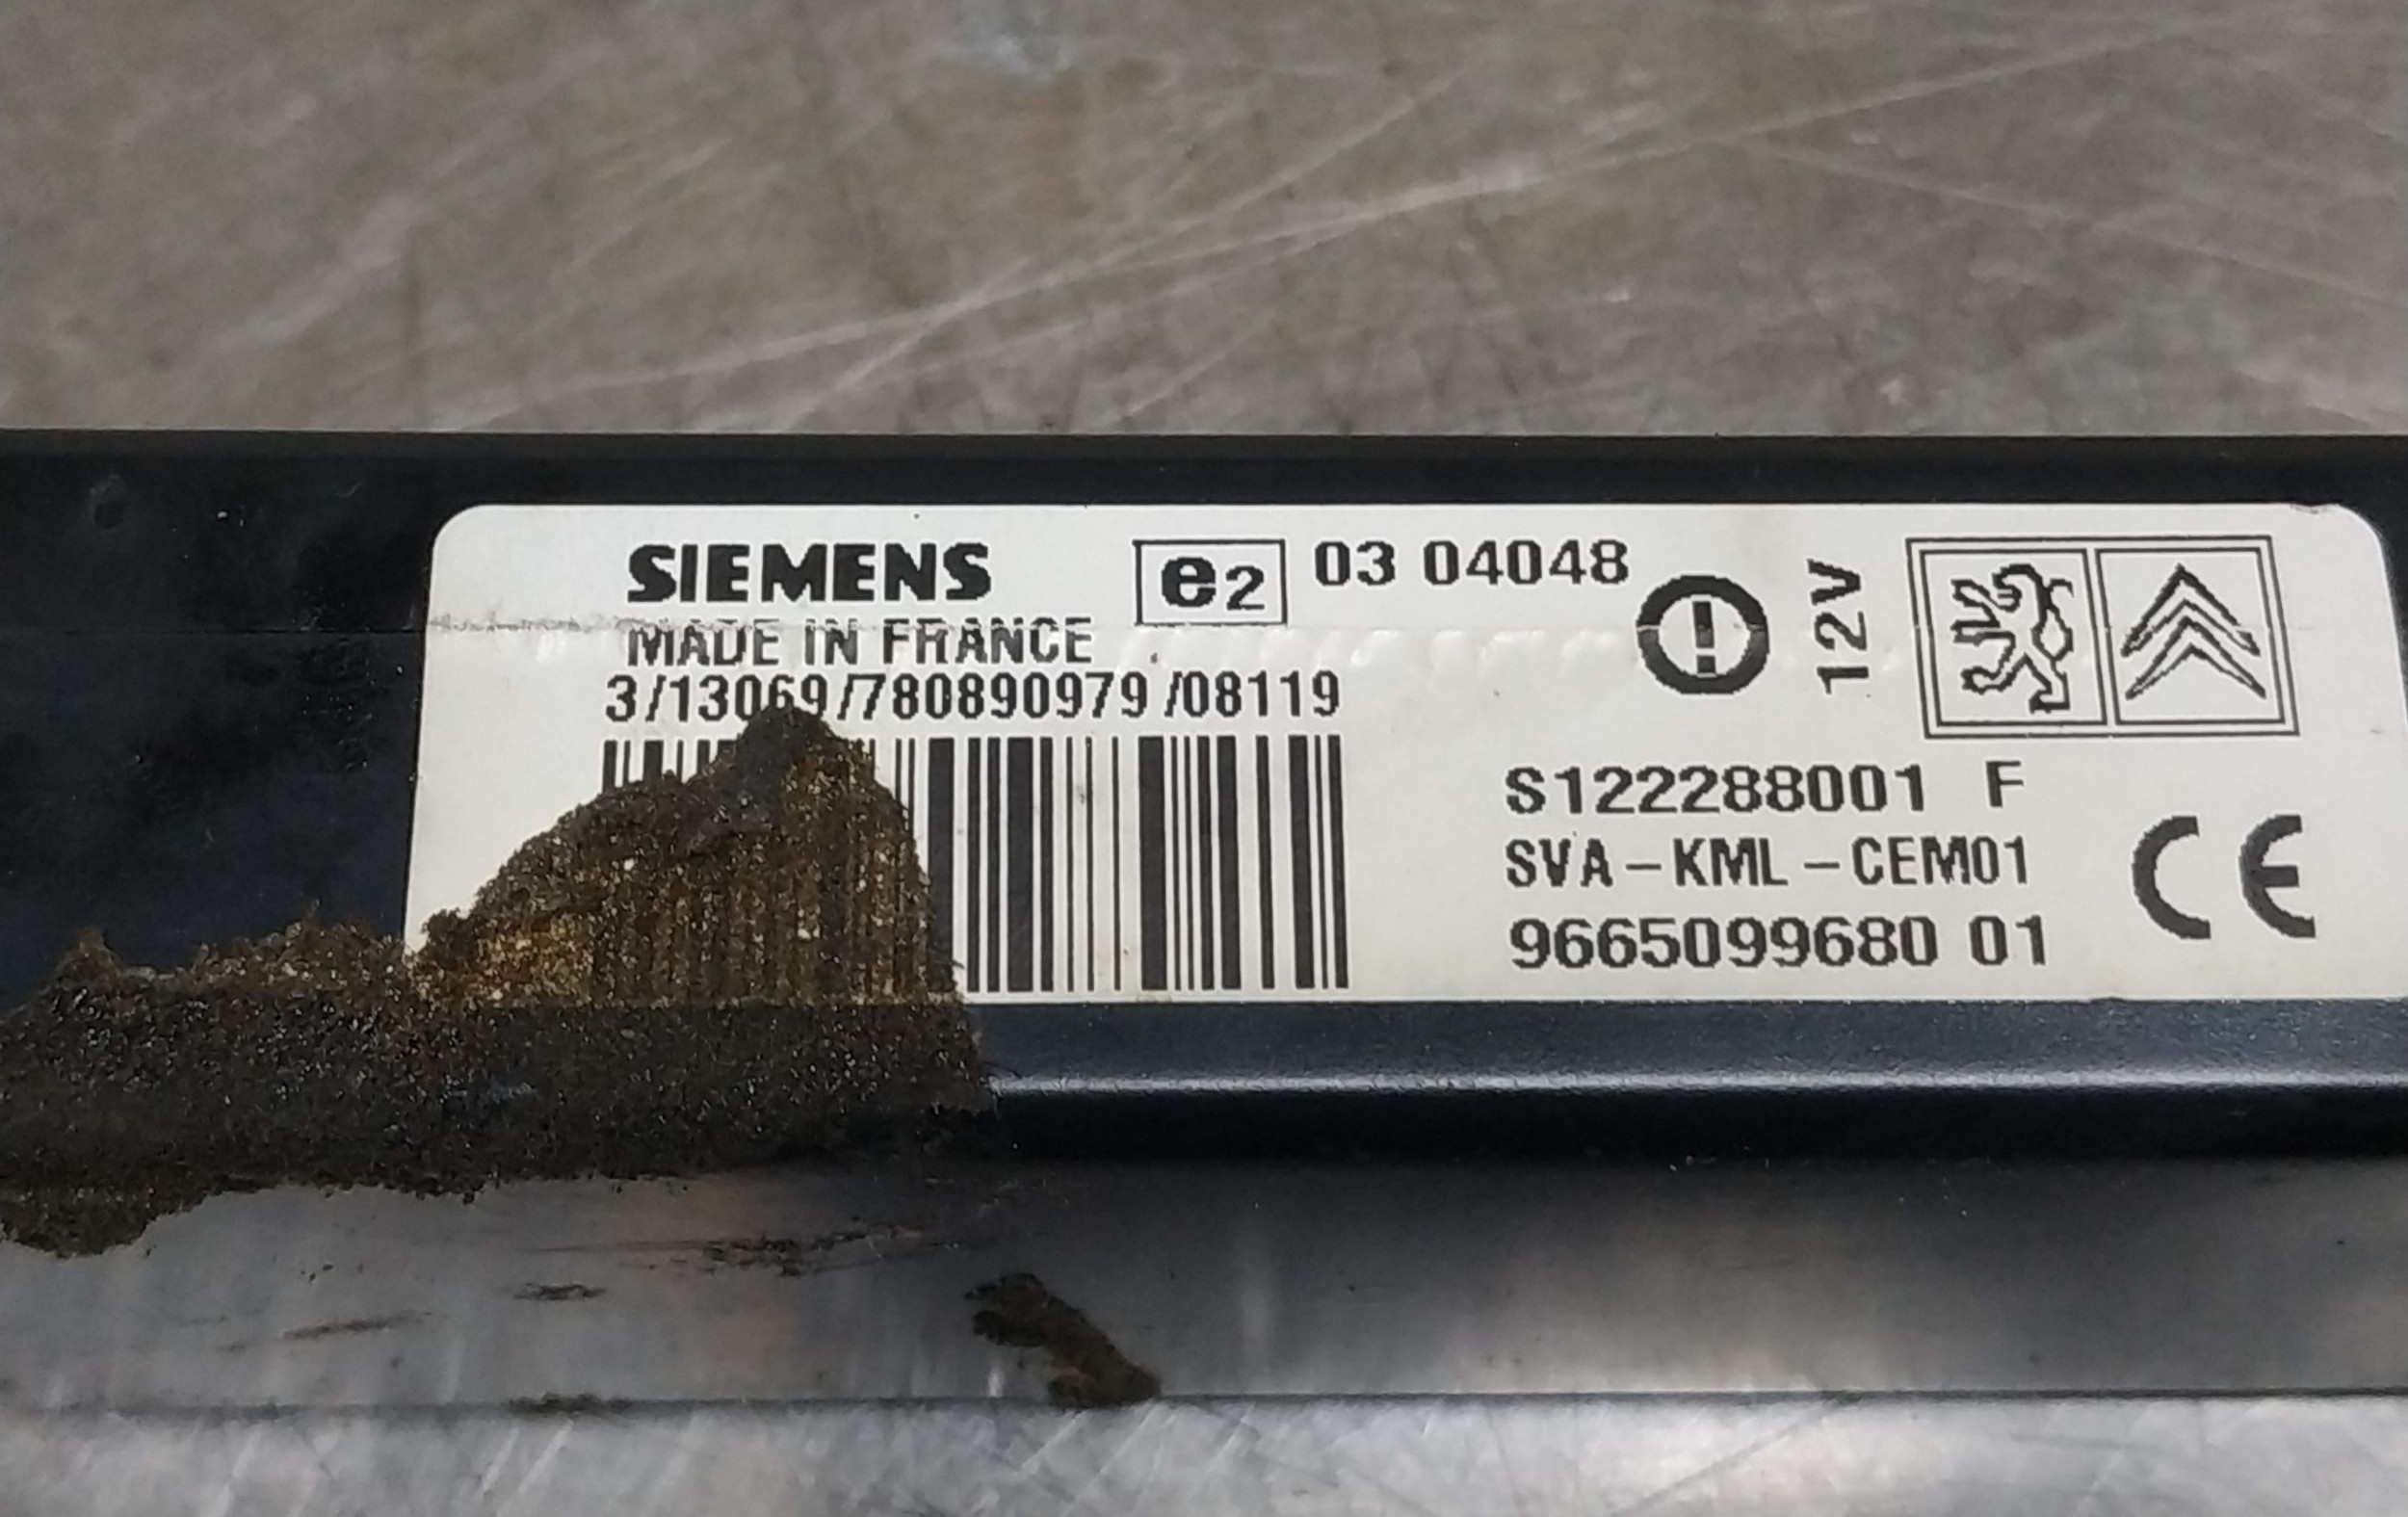 SIEMENS
e2 03 04048
MADE IN FRANCE
3/13069/780890979/08119
12V
S122288001 F
SVA-KML-CEM01
9665099680 01
CE